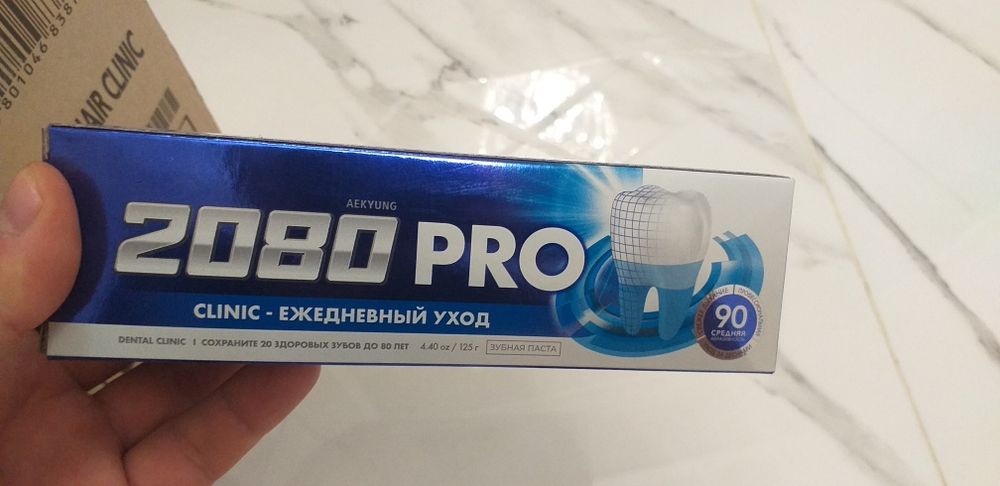 HAIR CLINIC
AEKYUNG
2080 PRO
CLINIC - ЕЖЕДНЕВНЫЙ УХОД
DENTAL CLINIC | СОХРАНИТЕ 20 ЗДОРОВЫХ ЗУБОВ ДО 80 ЛЕТ 4.40 oz / 125 г ЗУБНАЯ ПАСТА
90
СРЕДНЯЯ